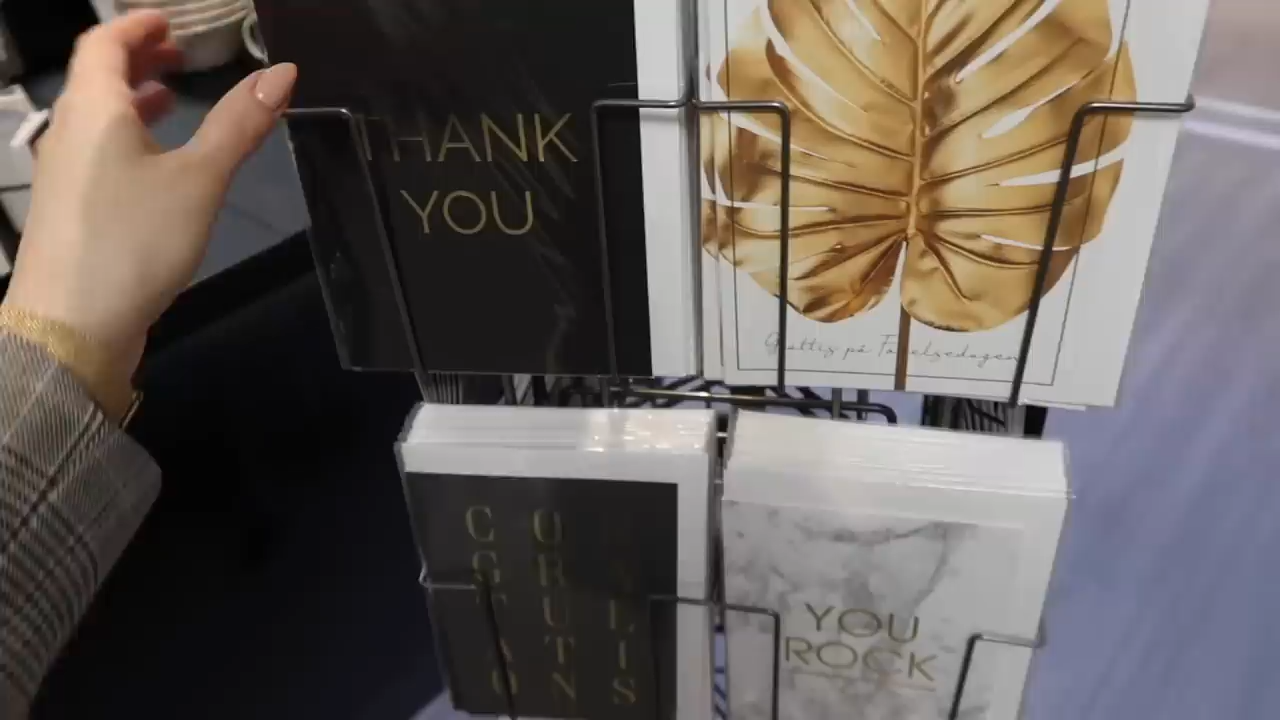 THANK
YOU
Grattis på Födelsedagen
C O
G R
U L
A T I
O N S
YOU
ROCK